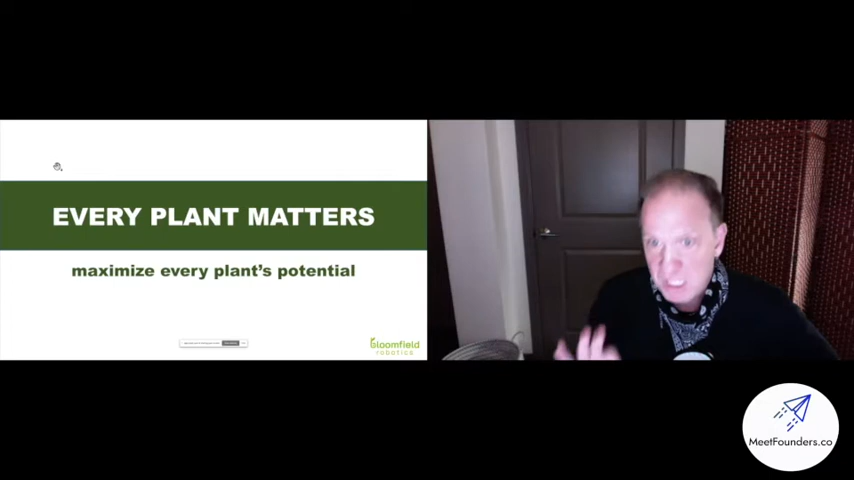 EVERY PLANT MATTERS
maximize every plant's potential
bloomfield
robotics
MeetFounders.co